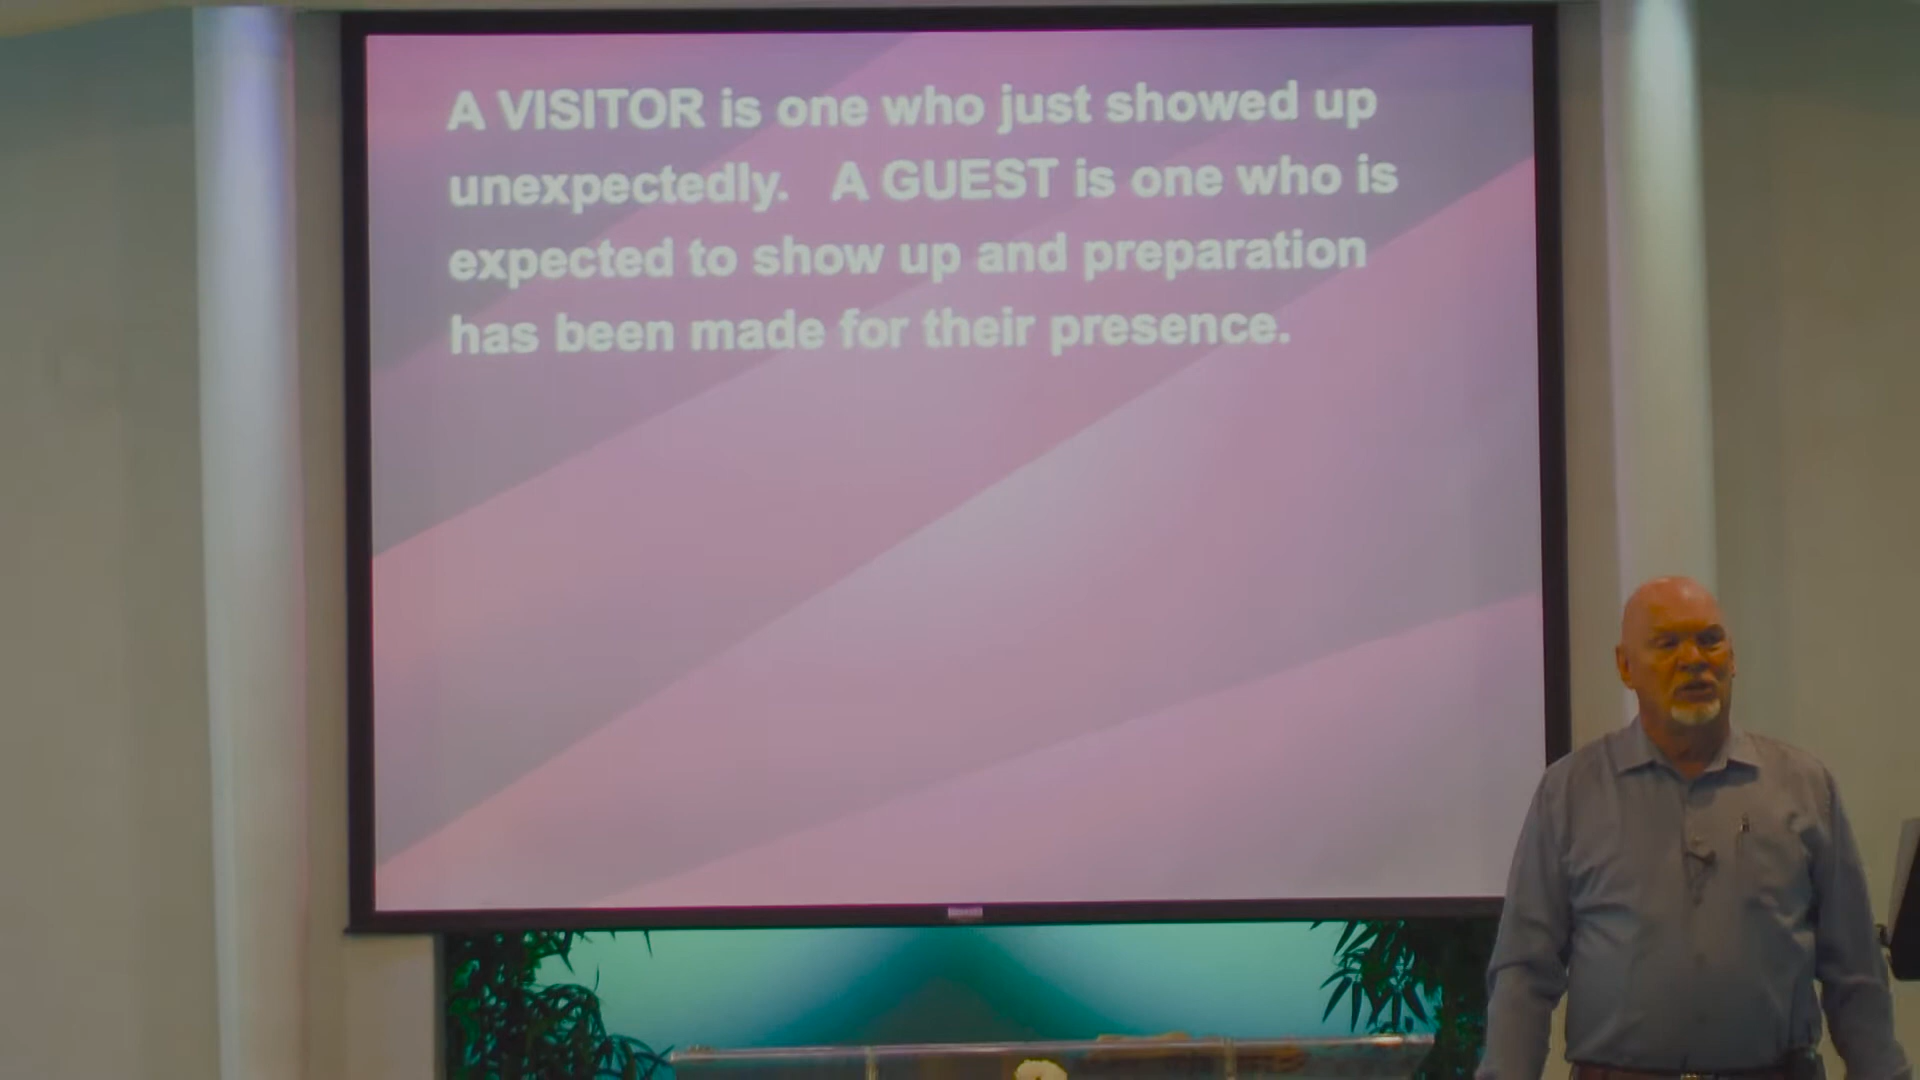 A VISITOR is one who just showed up
unexpectedly. A GUEST is one who is
expected to show up and preparation
has been made for their presence.